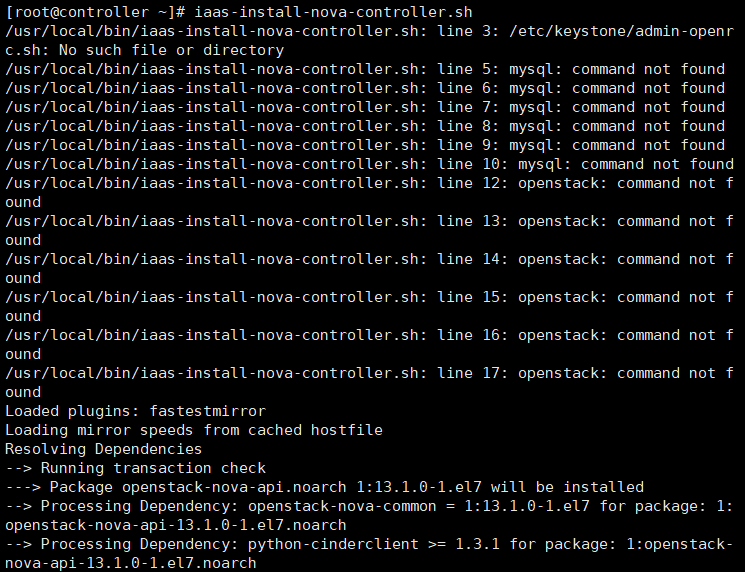 [root@controller ~]# iaas-install-nova-controller.sh
/usr/local/bin/iaas-install-nova-controller.sh: line 3: /etc/keystone/admin-openr
c.sh: No such file or directory
/usr/local/bin/iaas-install-nova-controller.sh: line 5: mysql: command not found
/usr/local/bin/iaas-install-nova-controller.sh: line 6: mysql: command not found
/usr/local/bin/iaas-install-nova-controller.sh: line 7: mysql: command not found
/usr/local/bin/iaas-install-nova-controller.sh: line 8: mysql: command not found
/usr/local/bin/iaas-install-nova-controller.sh: line 9: mysql: command not found
/usr/local/bin/iaas-install-nova-controller.sh: line 10: mysql: command not found
/usr/local/bin/iaas-install-nova-controller.sh: line 12: openstack: command not f
ound
/usr/local/bin/iaas-install-nova-controller.sh: line 13: openstack: command not f
ound
/usr/local/bin/iaas-install-nova-controller.sh: line 14: openstack: command not f
ound
/usr/local/bin/iaas-install-nova-controller.sh: line 15: openstack: command not f
ound
/usr/local/bin/iaas-install-nova-controller.sh: line 16: openstack: command not f
ound
/usr/local/bin/iaas-install-nova-controller.sh: line 17: openstack: command not f
ound
Loaded plugins: fastestmirror
Loading mirror speeds from cached hostfile
Resolving Dependencies
--> Running transaction check
---> Package openstack-nova-api.noarch 1:13.1.0-1.el7 will be installed
--> Processing Dependency: openstack-nova-common = 1:13.1.0-1.el7 for package: 1:
openstack-nova-api-13.1.0-1.el7.noarch
--> Processing Dependency: python-cinderclient >= 1.3.1 for package: 1:openstack-
nova-api-13.1.0-1.el7.noarch